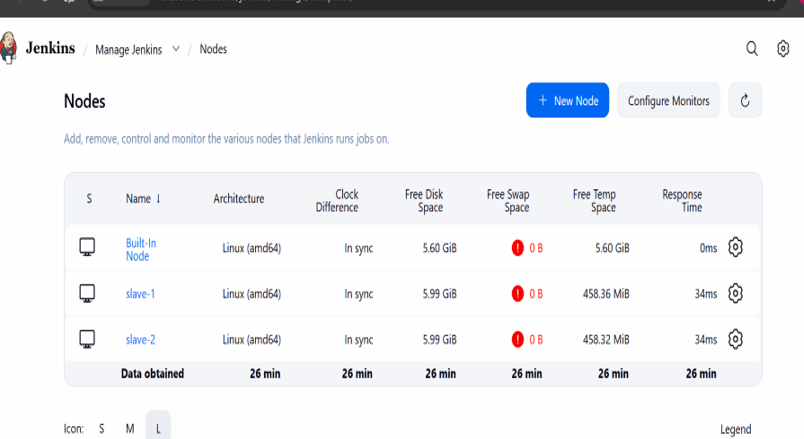 Jenkins / Manage Jenkins / Nodes
Nodes
+ New Node
Configure Monitors
Add, remove, control and monitor the various nodes that Jenkins runs jobs on.
S Name ↓ Architecture Clock Difference Free Disk Space Free Swap Space Free Temp Space Response Time
Built-In Node Linux (amd64) In sync 5.60 GiB ! 0 B 5.60 GiB 0ms
slave-1 Linux (amd64) In sync 5.99 GiB ! 0 B 458.36 MiB 34ms
slave-2 Linux (amd64) In sync 5.99 GiB ! 0 B 458.32 MiB 34ms
Data obtained 26 min 26 min 26 min 26 min 26 min 26 min
Icon: S M L Legend